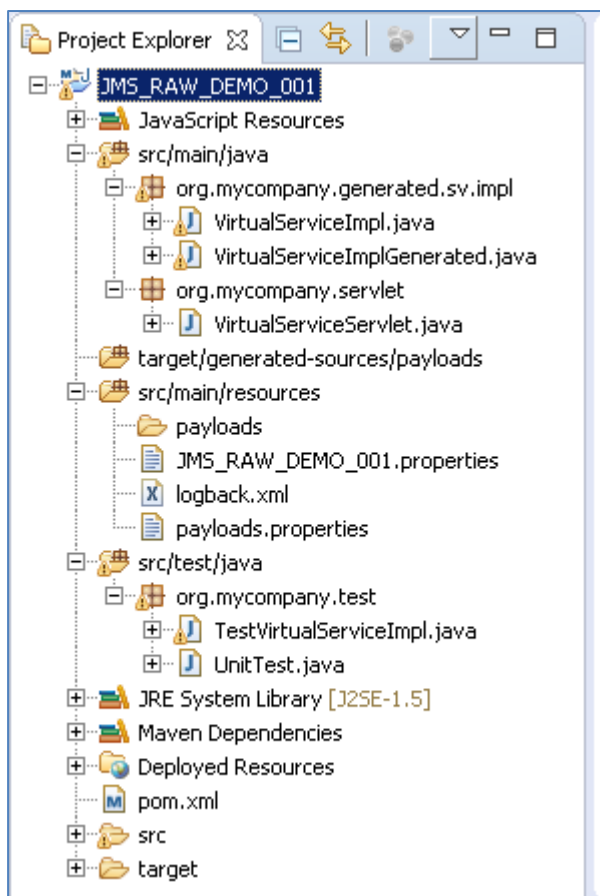 Project Explorer
JMS_RAW_DEMO_001
JavaScript Resources
src/main/java
org.mycompany.generated.sv.impl
VirtualServiceImpl.java
VirtualServiceImplGenerated.java
org.mycompany.servlet
VirtualServiceServlet.java
target/generated-sources/payloads
src/main/resources
payloads
JMS_RAW_DEMO_001.properties
logback.xml
payloads.properties
src/test/java
org.mycompany.test
TestVirtualServiceImpl.java
UnitTest.java
JRE System Library [J2SE-1.5]
Maven Dependencies
Deployed Resources
pom.xml
src
target